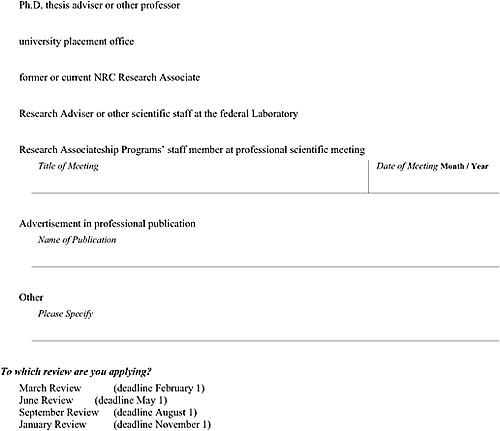 Ph.D. thesis adviser or other professor
university placement office
former or current NRC Research Associate
Research Adviser or other scientific staff at the federal Laboratory
Research Associateship Programs' staff member at professional scientific meeting
Title of Meeting Date of Meeting Month / Year
Advertisement in professional publication
Name of Publication
Other
Please Specify
To which review are you applying?
March Review (deadline February 1)
June Review (deadline May 1)
September Review (deadline August 1)
January Review (deadline November 1)